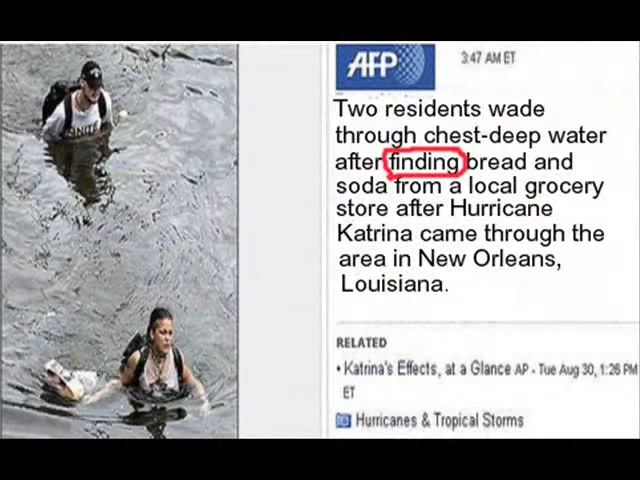 AFP
3:47 AM ET
Two residents wade
through chest-deep water
after finding bread and
soda from a local grocery
store after Hurricane
Katrina came through the
area in New Orleans,
Louisiana.
RELATED
• Katrina's Effects, at a Glance AP - Tue Aug 30, 1:26 PM
ET
Hurricanes & Tropical Storms